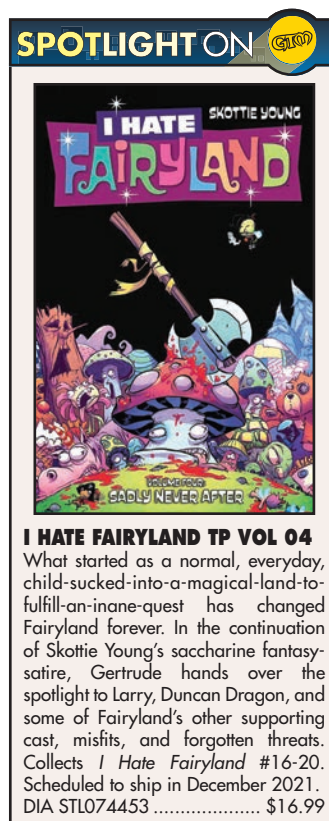 SPOTLIGHT ON GTM
SKOTTIE YOUNG
I HATE
FAIRYLAND
VOLUME FOUR:
SADLY NEVER AFTER
I HATE FAIRYLAND TP VOL 04
What started as a normal, everyday,
child-sucked-into-a-magical-land-to-
fulfill-an-inane-quest has changed
Fairyland forever. In the continuation
of Skottie Young’s saccharine fantasy-
satire, Gertrude hands over the
spotlight to Larry, Duncan Dragon, and
some of Fairyland’s other supporting
cast, misfits, and forgotten threats.
Collects I Hate Fairyland #16-20.
Scheduled to ship in December 2021.
DIA STL074453 .................... $16.99